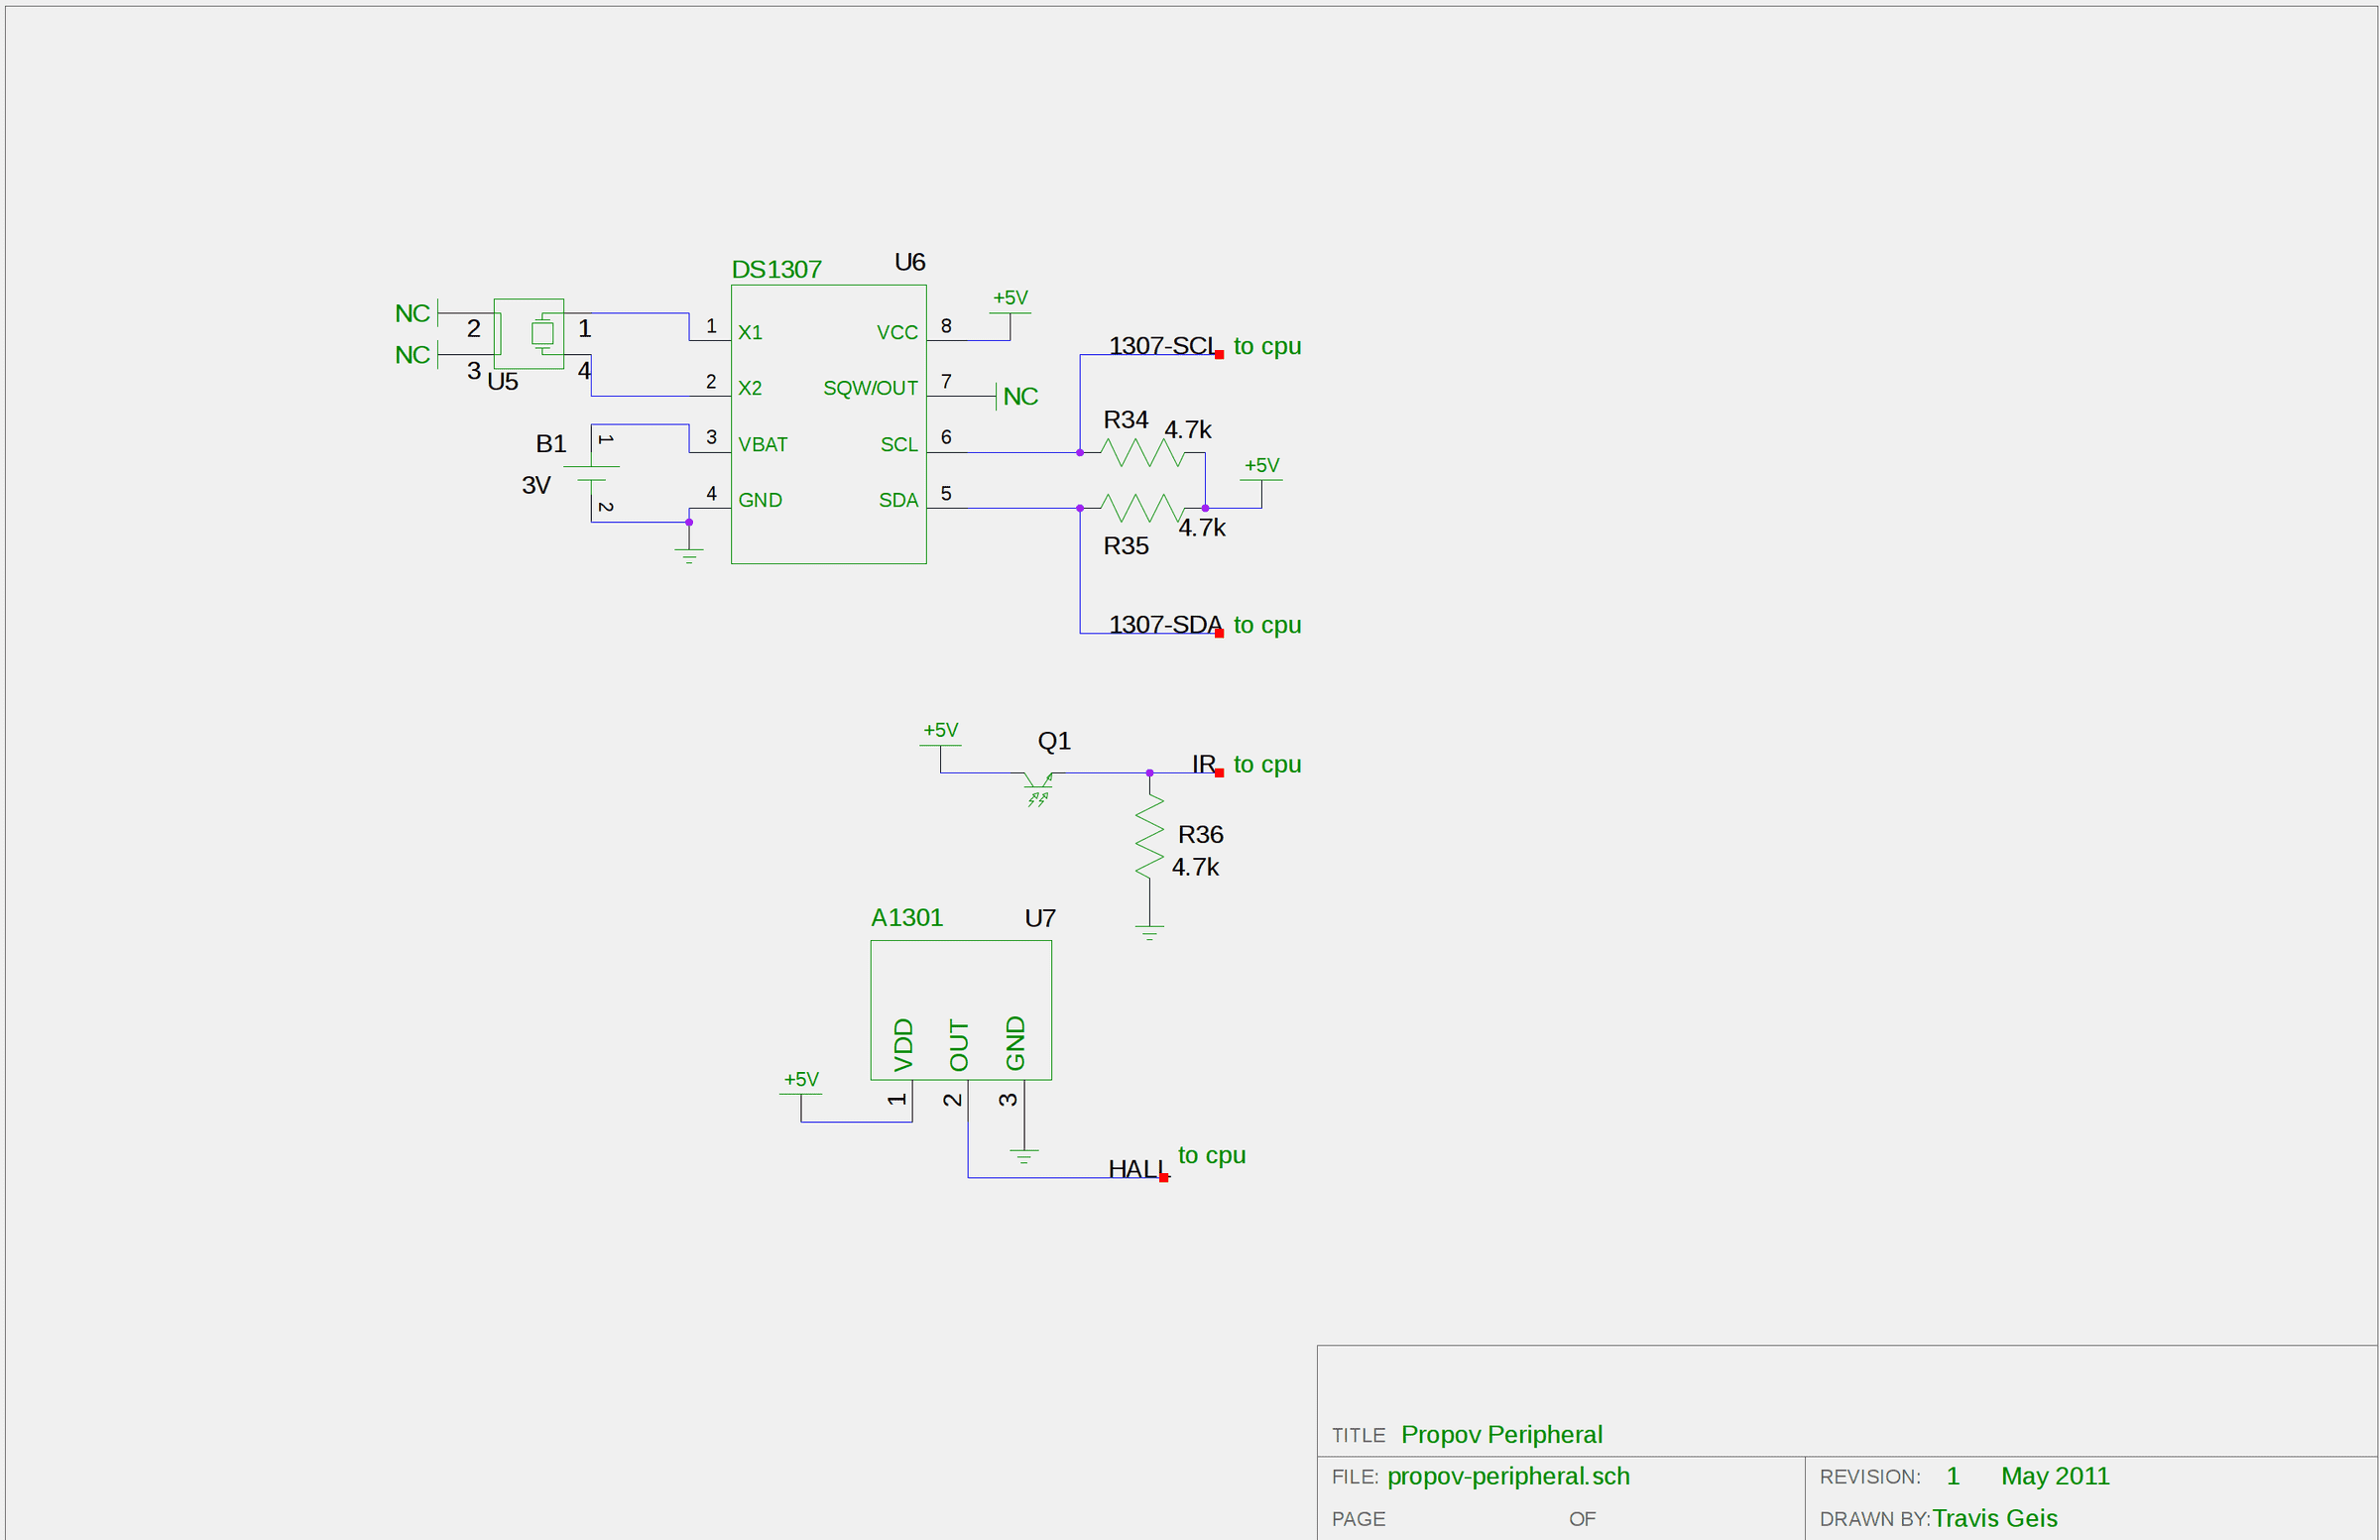 DS1307 U6
NC 2 1
NC 3 4
U5
1 X1 VCC 8 +5V
2 X2 SQW/OUT 7 NC
3 VBAT SCL 6
4 GND SDA 5
B1 1
3V 2
1307-SCL to cpu
R34 4.7k
+5V
4.7k
R35
1307-SDA to cpu
+5V Q1 IR to cpu
R36
4.7k
A1301 U7
VDD OUT GND
+5V 1 2 3
HALL to cpu
TITLE Propov Peripheral
FILE: propov-peripheral.sch REVISION: 1 May 2011
PAGE OF DRAWN BY: Travis Geis